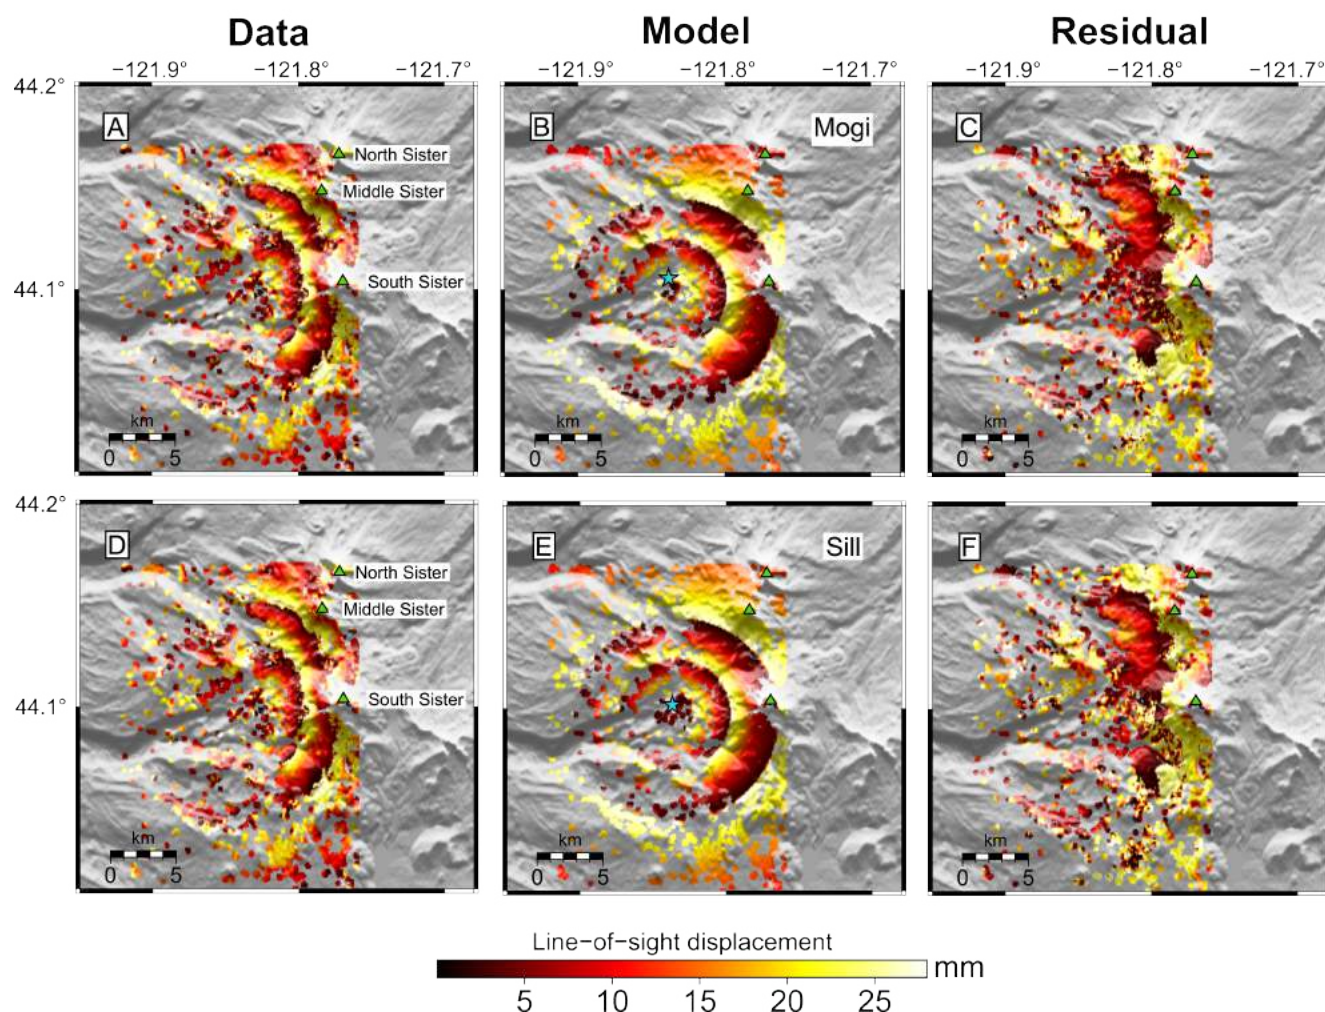 Data Model Residual
−121.9° −121.8° −121.7° −121.9° −121.8° −121.7° −121.9° −121.8° −121.7°
44.2°
A B Mogi C
North Sister
Middle Sister
South Sister
44.1°
km km km
0 5 0 5 0 5
44.2°
D E Sill F
North Sister
Middle Sister
South Sister
44.1°
km km km
0 5 0 5 0 5
Line−of−sight displacement
mm
5 10 15 20 25